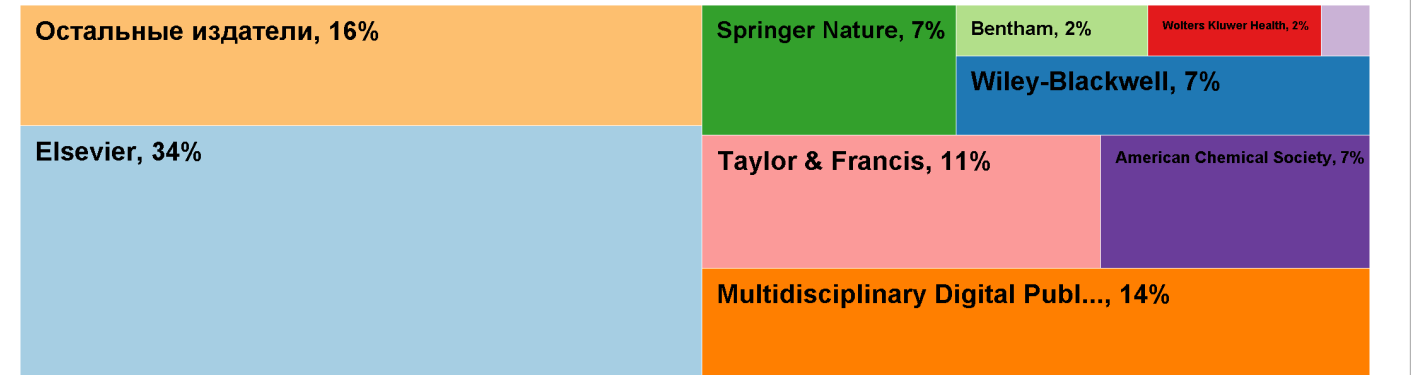 Остальные издатели, 16%
Springer Nature, 7%
Bentham, 2%
Wolters Kluwer Health, 2%
Wiley-Blackwell, 7%
Elsevier, 34%
Taylor & Francis, 11%
American Chemical Society, 7%
Multidisciplinary Digital Publ..., 14%